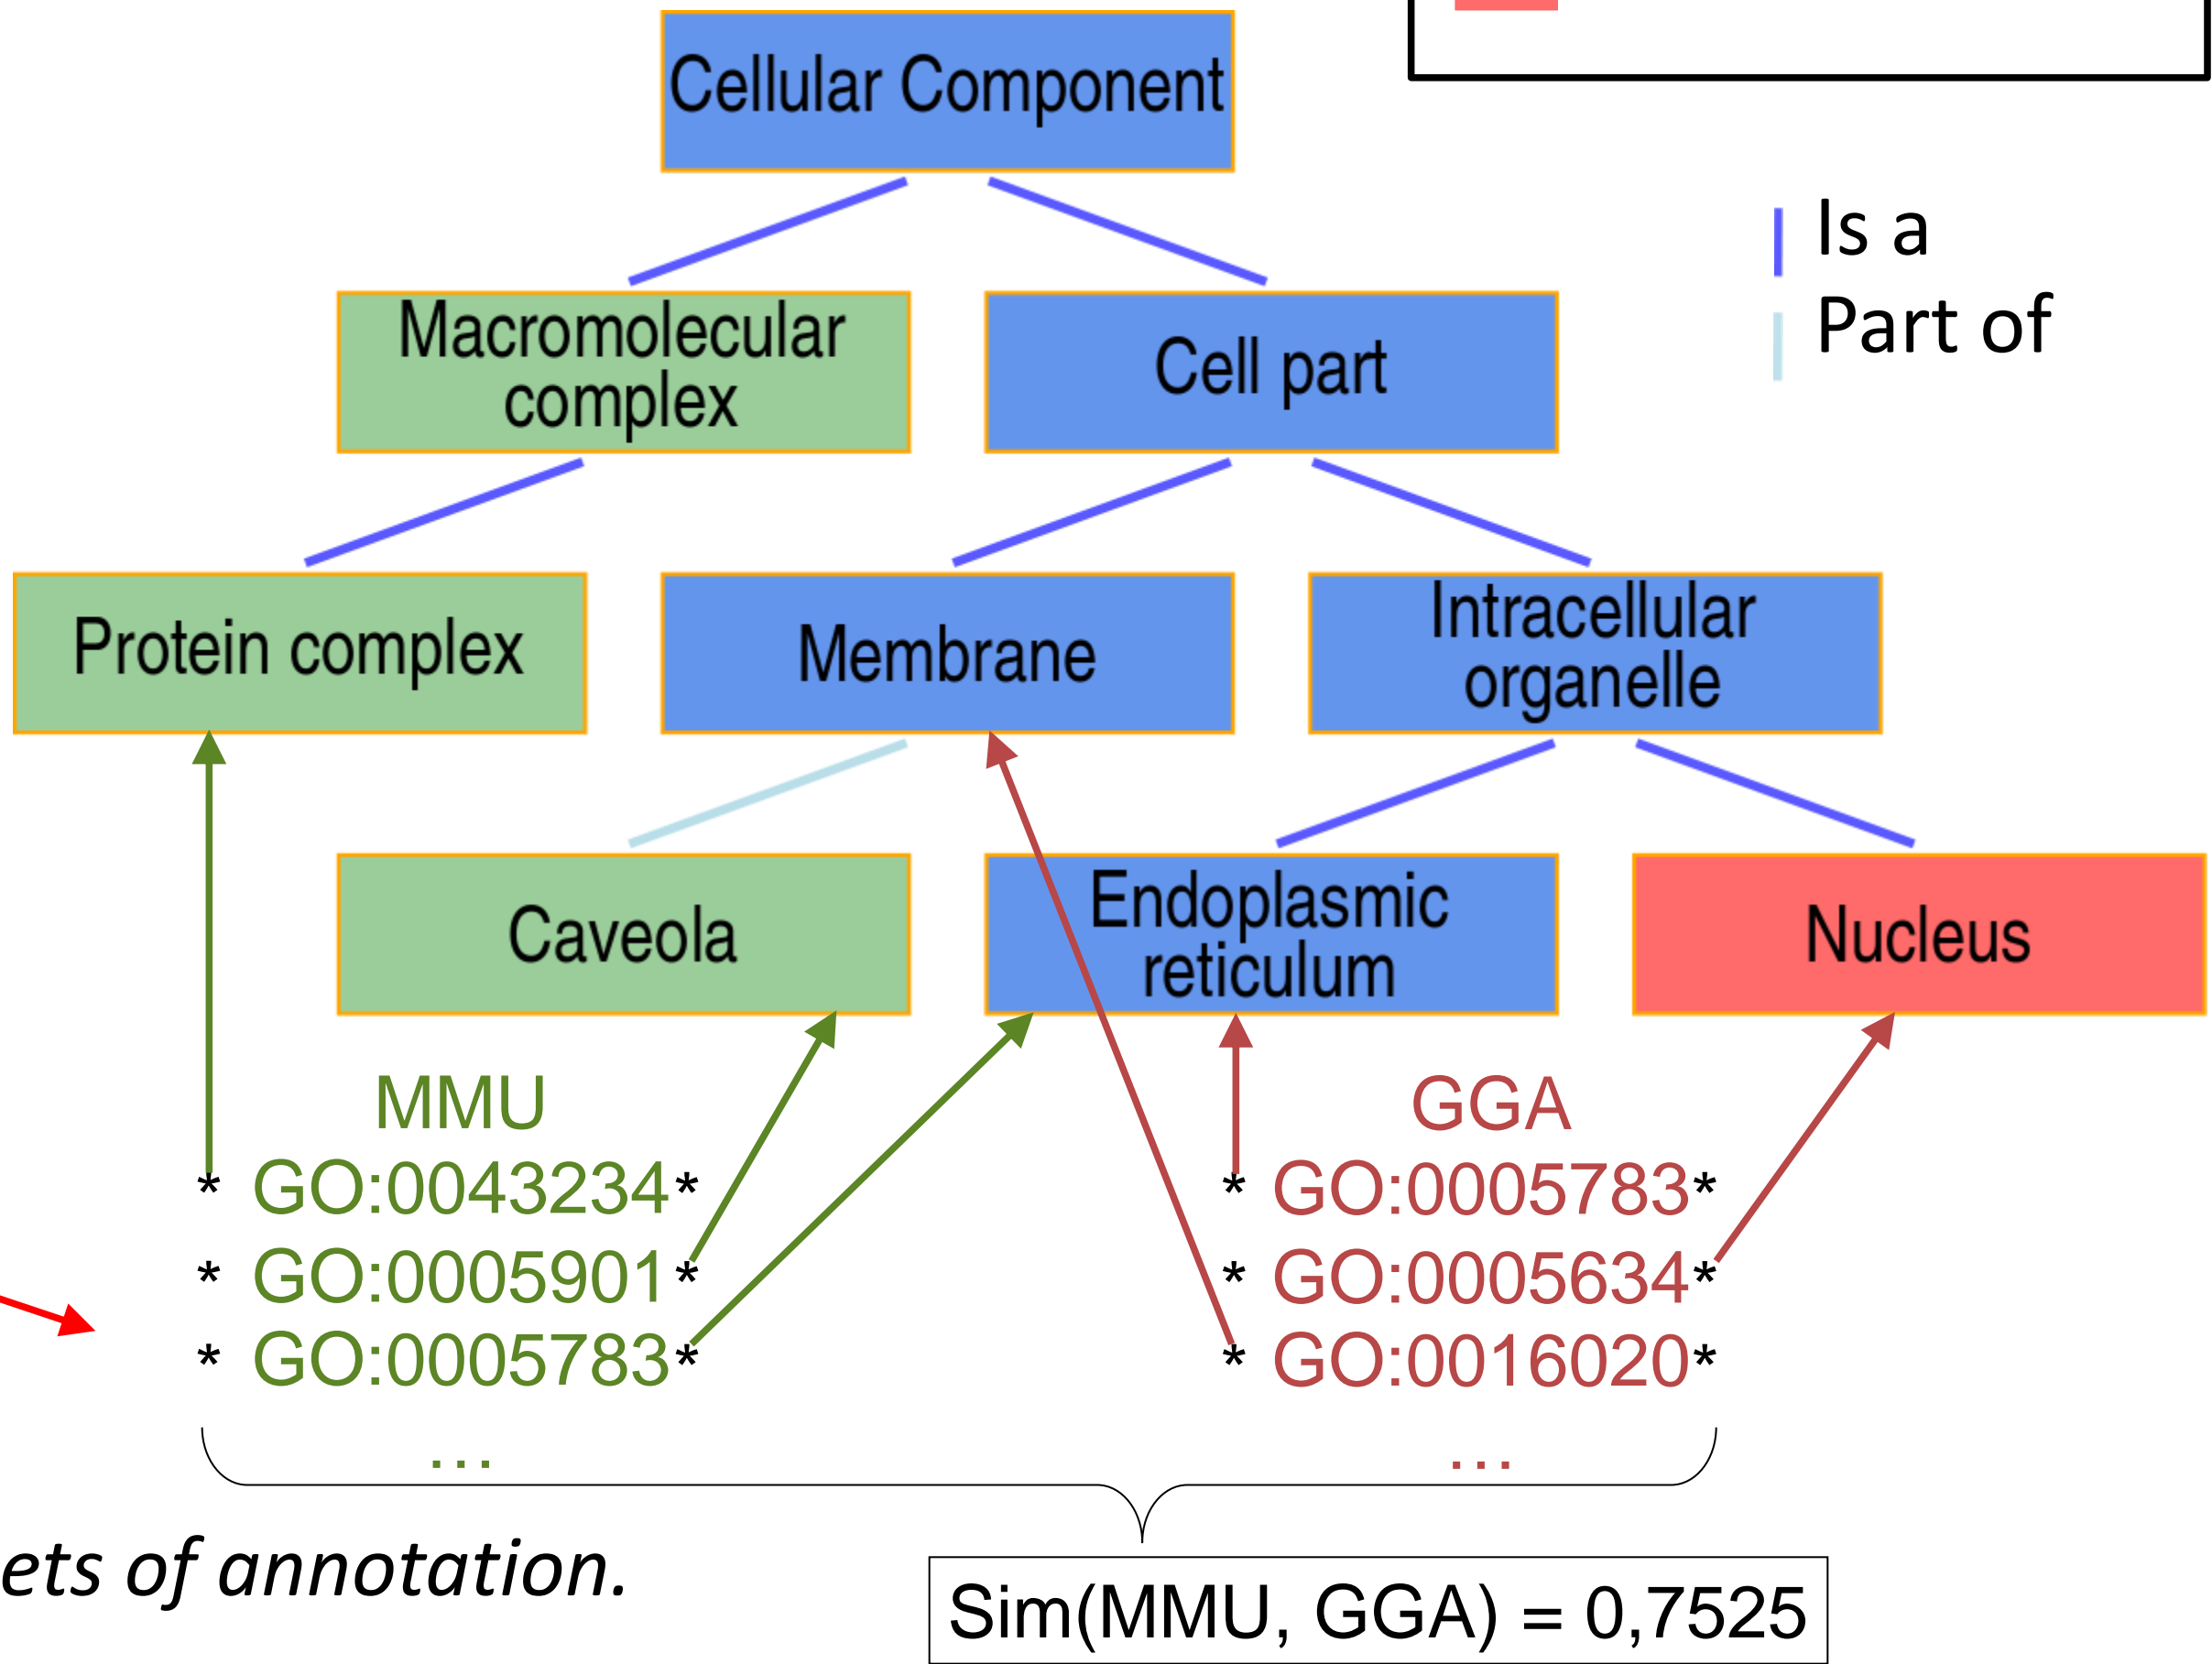 Cellular Component
Is a
Part of
Macromolecular
complex
Cell part
Protein complex
Membrane
Intracellular
organelle
Caveola
Endoplasmic
reticulum
Nucleus
MMU
* GO:0043234*
* GO:0005901*
* GO:0005783*
...
GGA
* GO:0005783*
* GO:0005634*
* GO:0016020*
...
ets of annotation.
Sim(MMU, GGA) = 0,7525